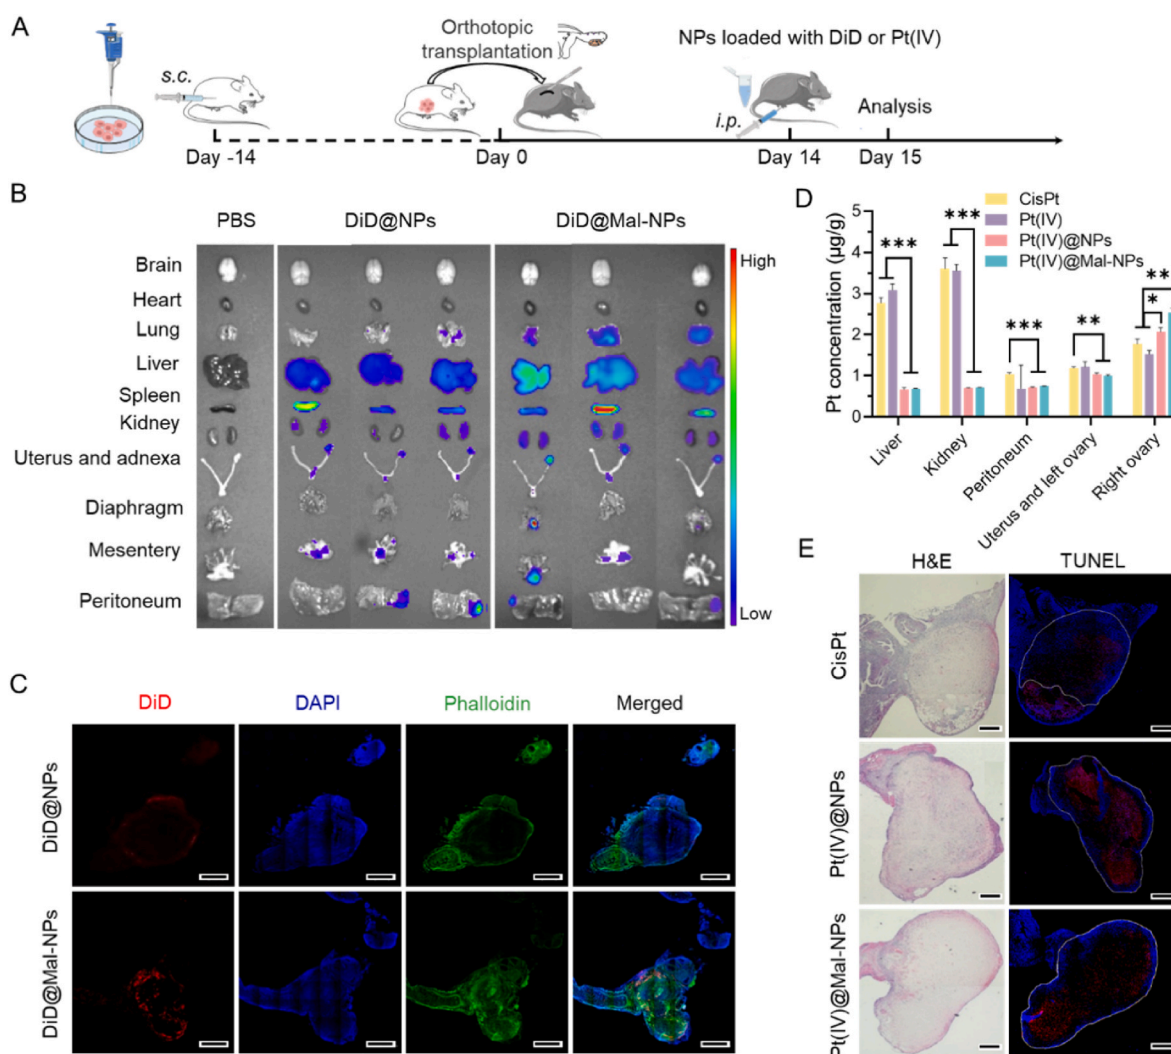 A
s.c.
Orthotopic
transplantation
NPs loaded with DiD or Pt(IV)
i.p.
Analysis
Day -14
Day 0
Day 14
Day 15
B
PBS
DiD@NPs
DiD@Mal-NPs
Brain
Heart
Lung
Liver
Spleen
Kidney
Uterus and adnexa
Diaphragm
Mesentery
Peritoneum
High
Low
D
Pt concentration (μg/g)
5
4
3
2
1
0
CisPt
Pt(IV)
Pt(IV)@NPs
Pt(IV)@Mal-NPs
***
***
***
**
*
**
Liver
Kidney
Peritoneum
Uterus and left ovary
Right ovary
C
DiD
DAPI
Phalloidin
Merged
DiD@NPs
DiD@Mal-NPs
E
H&E
TUNEL
CisPt
Pt(IV)@NPs
Pt(IV)@Mal-NPs